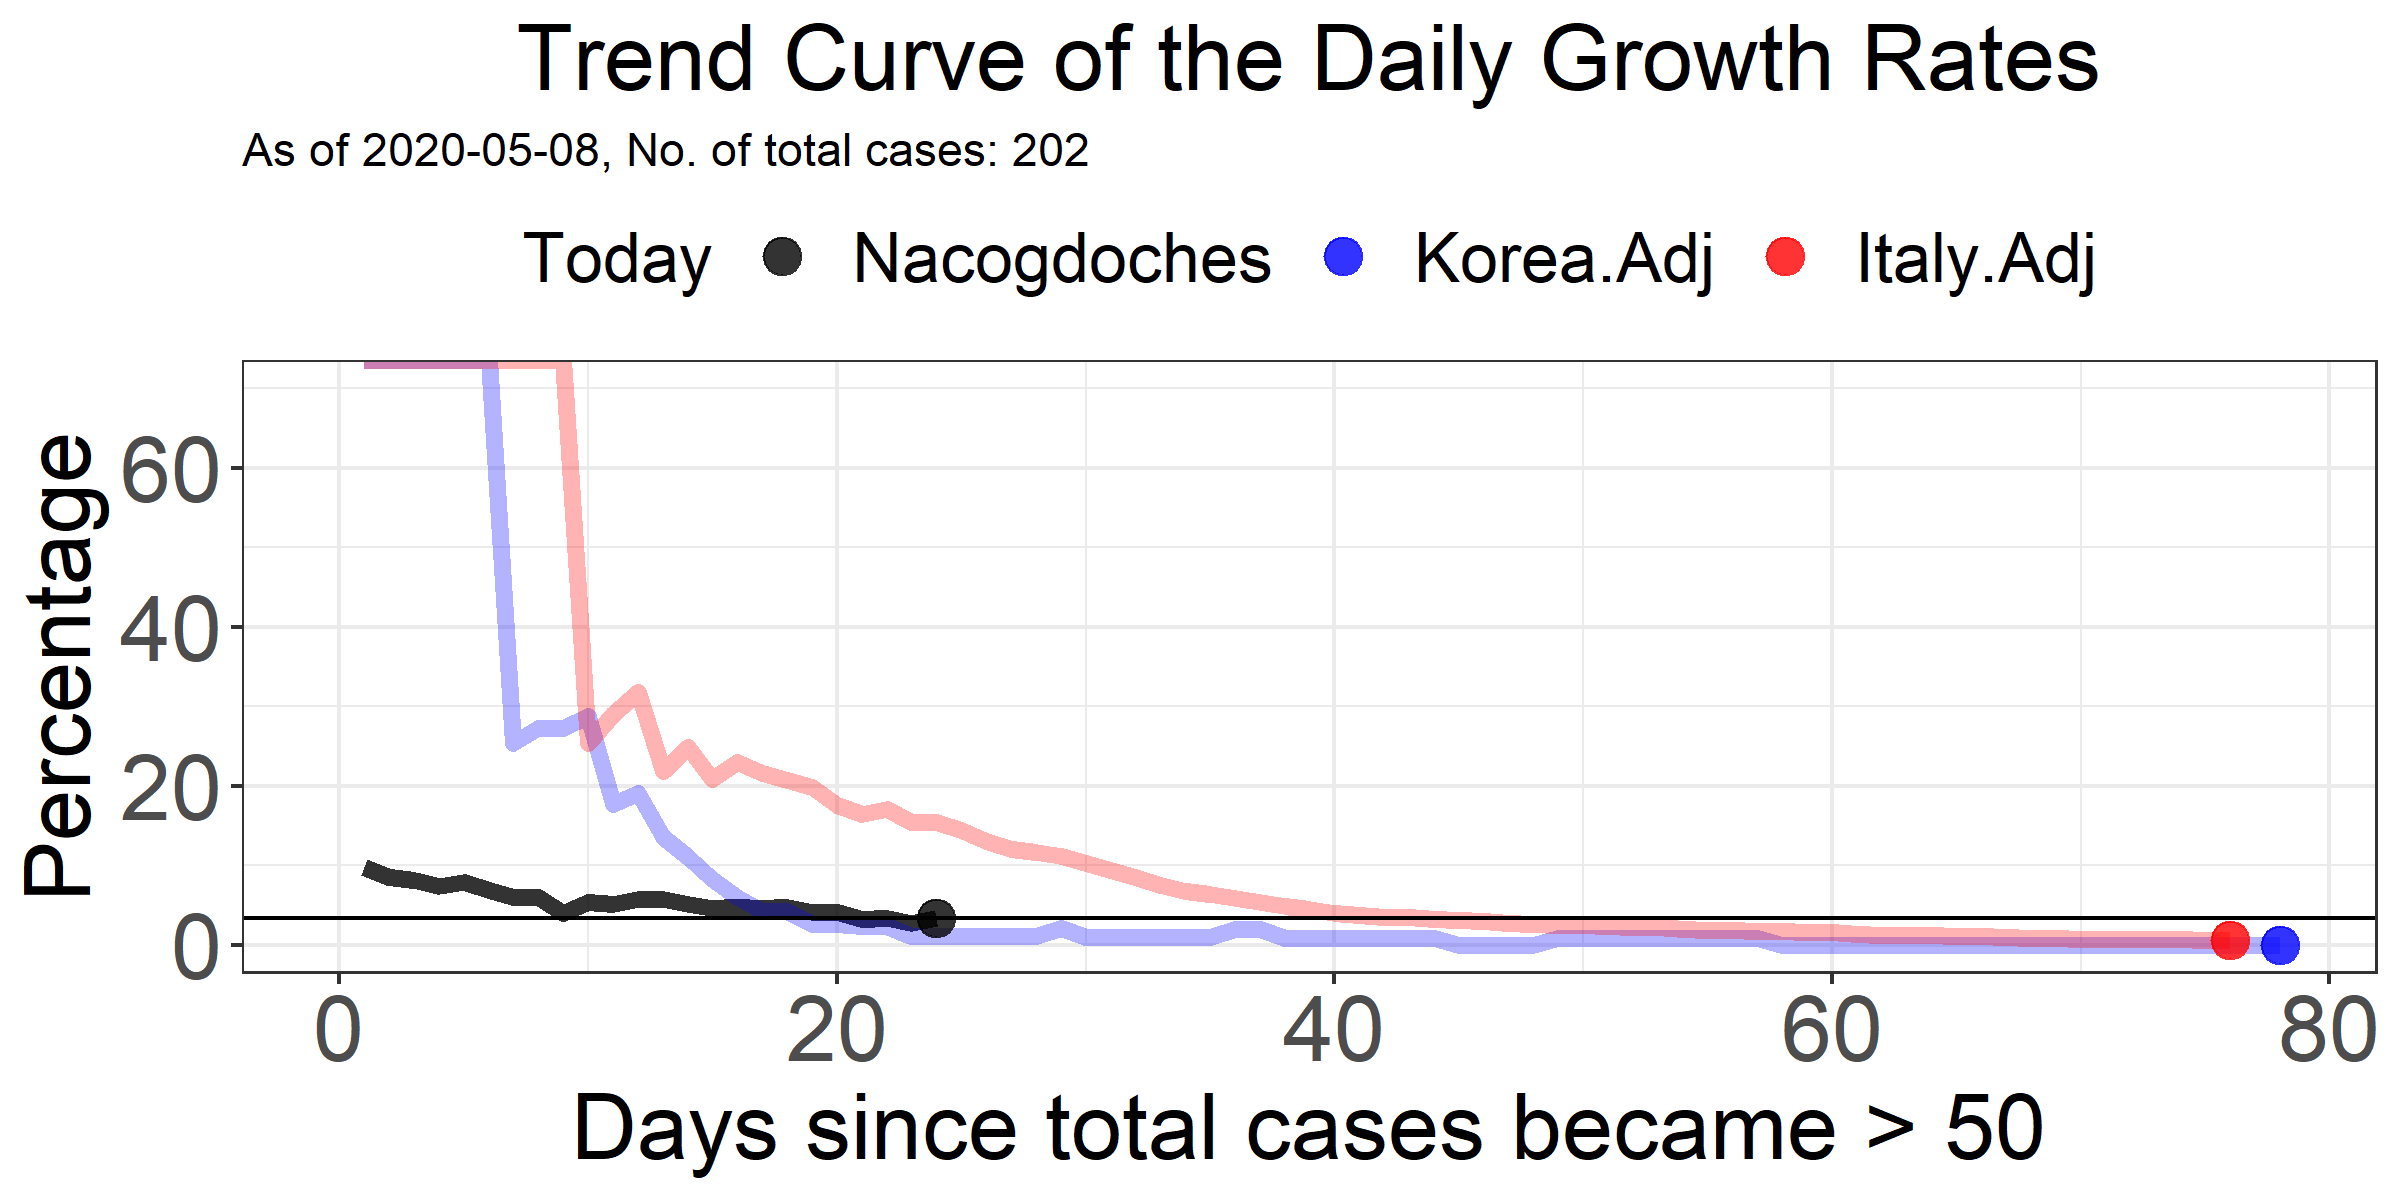 Trend Curve of the Daily Growth Rates
As of 2020-05-08, No. of total cases: 202
Today Nacogdoches Korea.Adj Italy.Adj
Percentage
60
40
20
0
0 20 40 60 80
Days since total cases became > 50